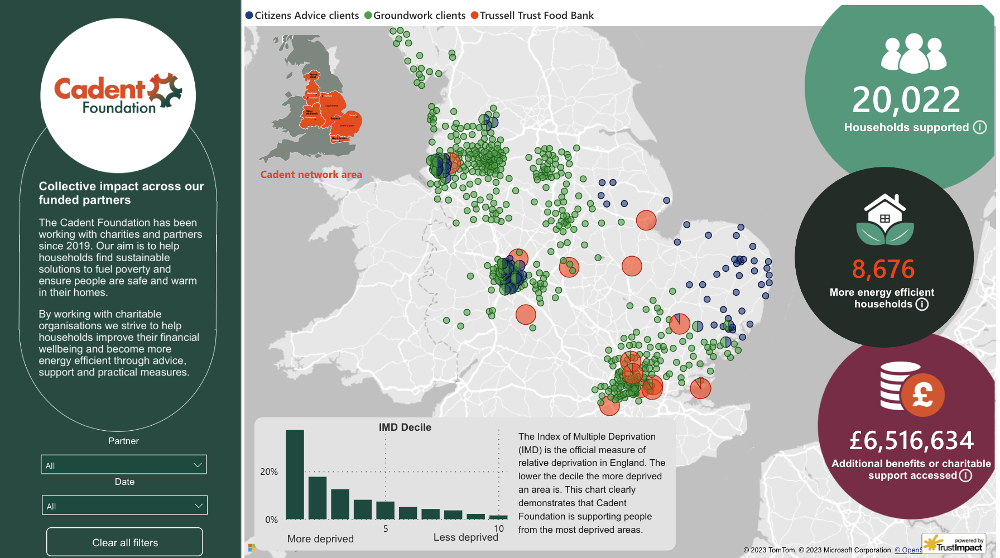 Citizens Advice clients Groundwork clients Trussell Trust Food Bank
Cadent
Foundation
Collective impact across our
funded partners
The Cadent Foundation has been
working with charities and partners
since 2019. Our aim is to help
households find sustainable
solutions to fuel poverty and
ensure people are safe and warm
in their homes.
By working with charitable
organisations we strive to help
households improve their financial
wellbeing and become more
energy efficient through advice,
support and practical measures.
Partner
All
Date
All
Clear all filters
North
West
West
Midlands
Cadent network area
20,022
Households supported
8,676
More energy efficient
households
£6,516,634
Additional benefits or charitable
support accessed
IMD Decile
20%
0%
5
10
More deprived
Less deprived
The Index of Multiple Deprivation
(IMD) is the official measure of
relative deprivation in England. The
lower the decile the more deprived
an area is. This chart clearly
demonstrates that Cadent
Foundation is supporting people
from the most deprived areas.
© 2023 TomTom, © 2023 Microsoft Corporation, © OpenS
powered by
TrustImpact